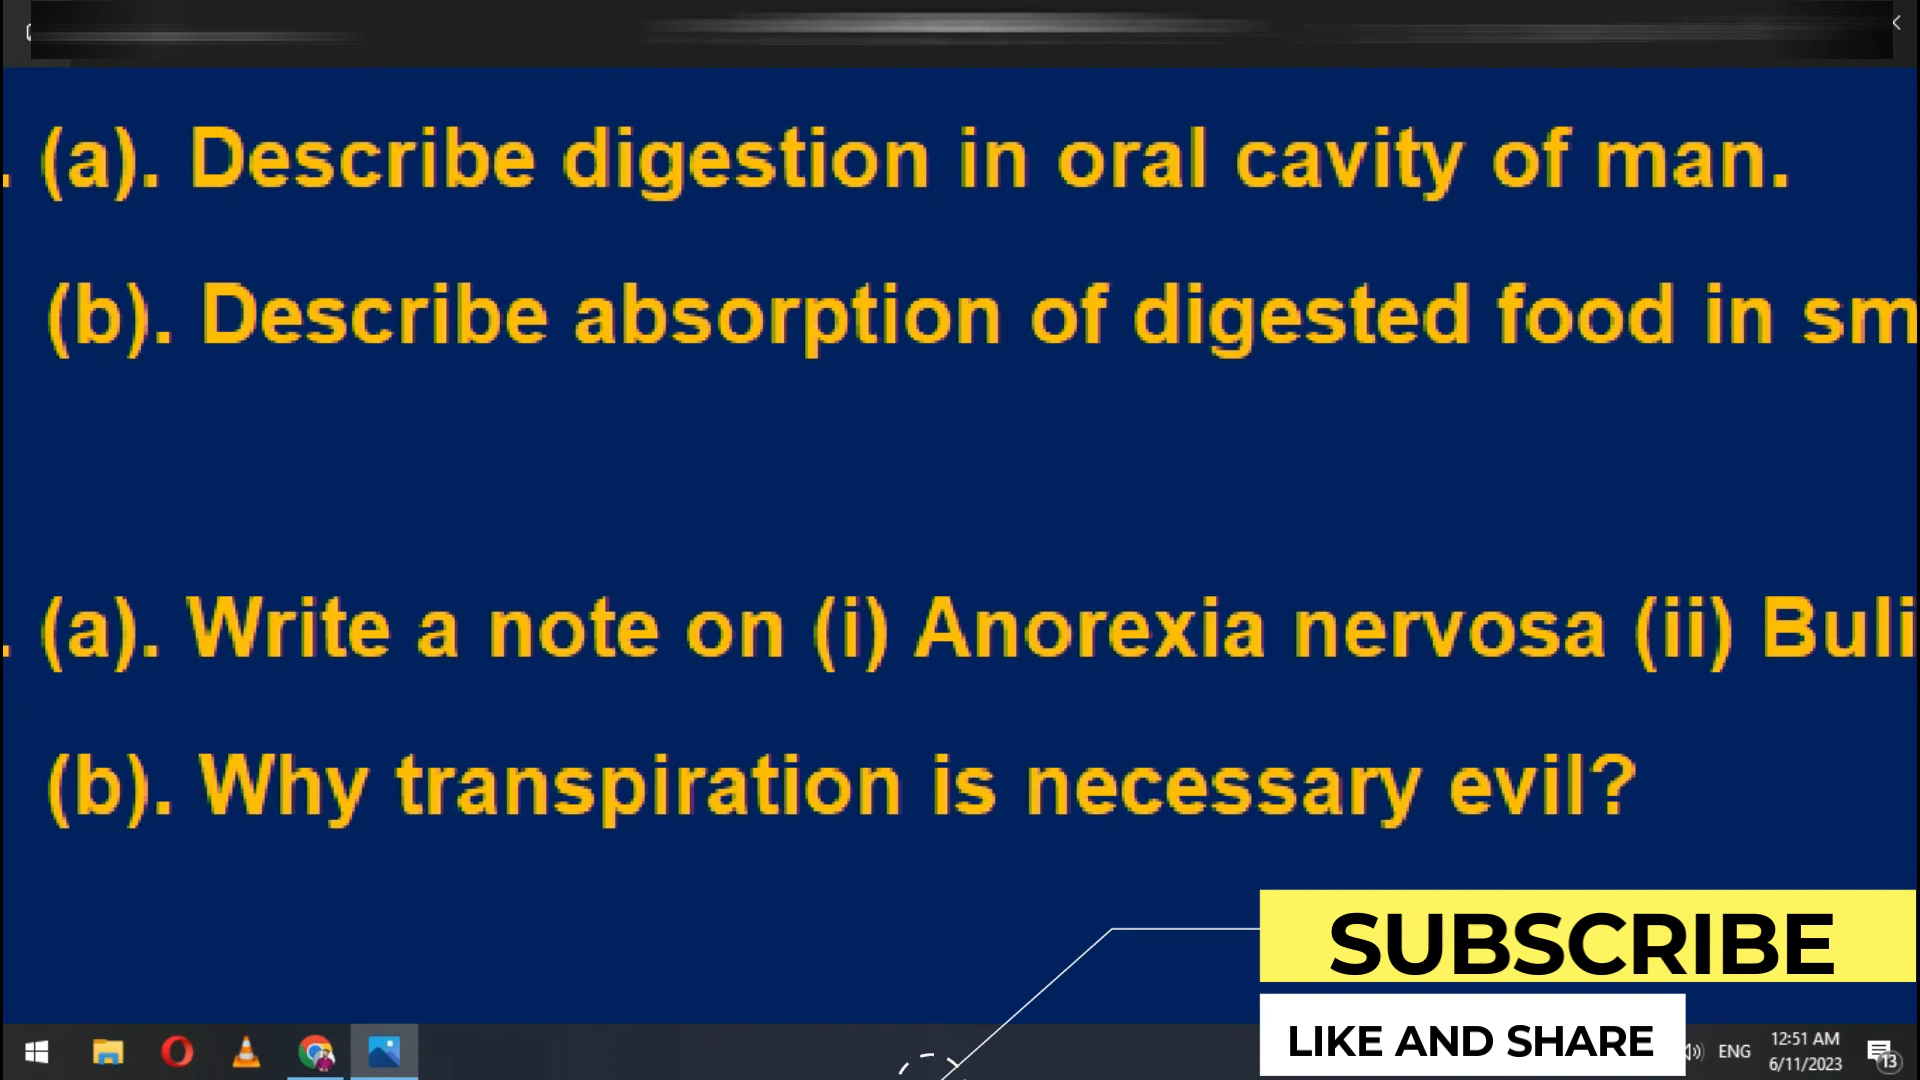 . (a). Describe digestion in oral cavity of man.
(b). Describe absorption of digested food in sm
. (a). Write a note on (i) Anorexia nervosa (ii) Buli
(b). Why transpiration is necessary evil?
SUBSCRIBE
LIKE AND SHARE
ENG
12:51 AM
6/11/2023
13